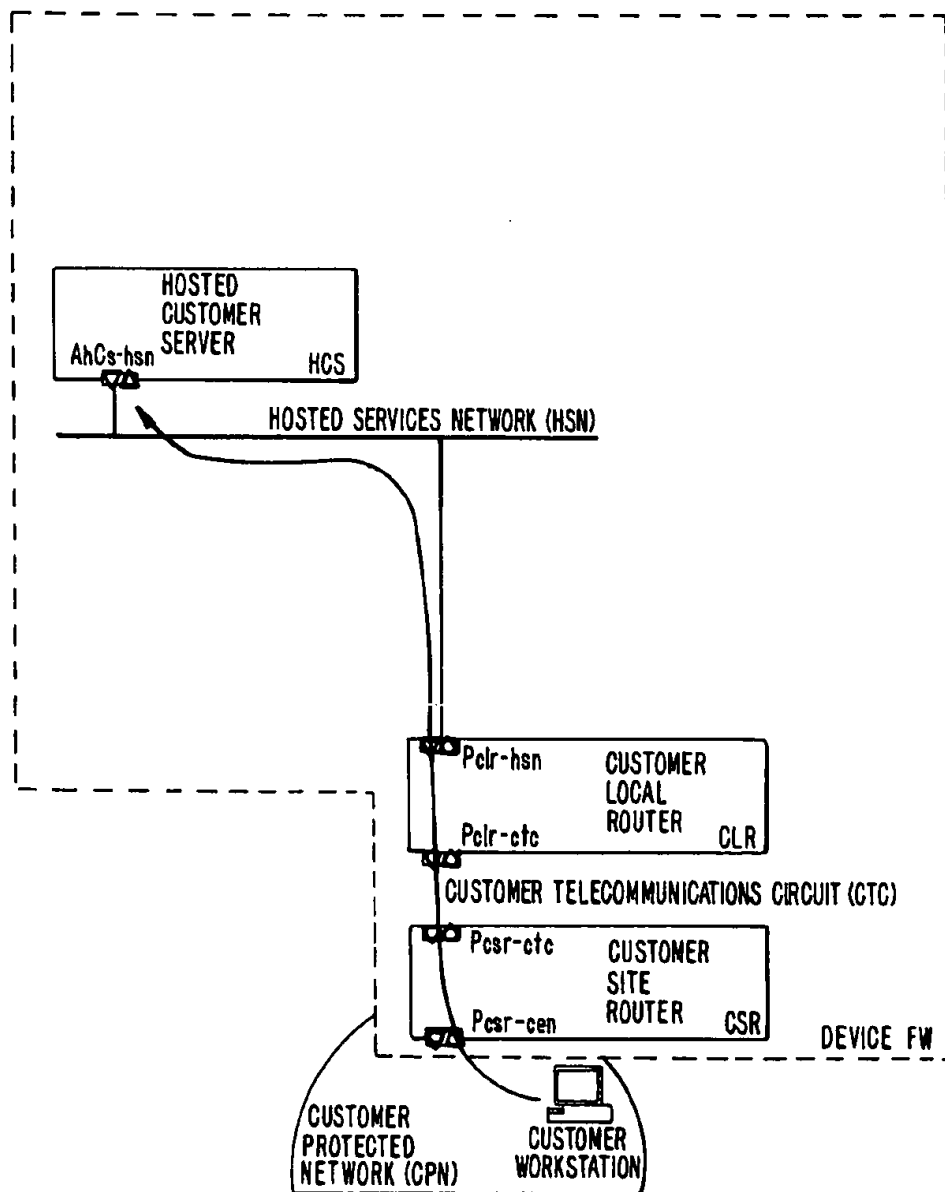 HOSTED
CUSTOMER
SERVER
AhCs-hsn
HCS
HOSTED SERVICES NETWORK (HSN)
Pclr-hsn
CUSTOMER
LOCAL
ROUTER
Pclr-ctc
CLR
CUSTOMER TELECOMMUNICATIONS CIRCUIT (CTC)
Pcsr-ctc
CUSTOMER
SITE
ROUTER
Pcsr-cen
CSR
DEVICE FW
CUSTOMER
PROTECTED
NETWORK (CPN)
CUSTOMER
WORKSTATION